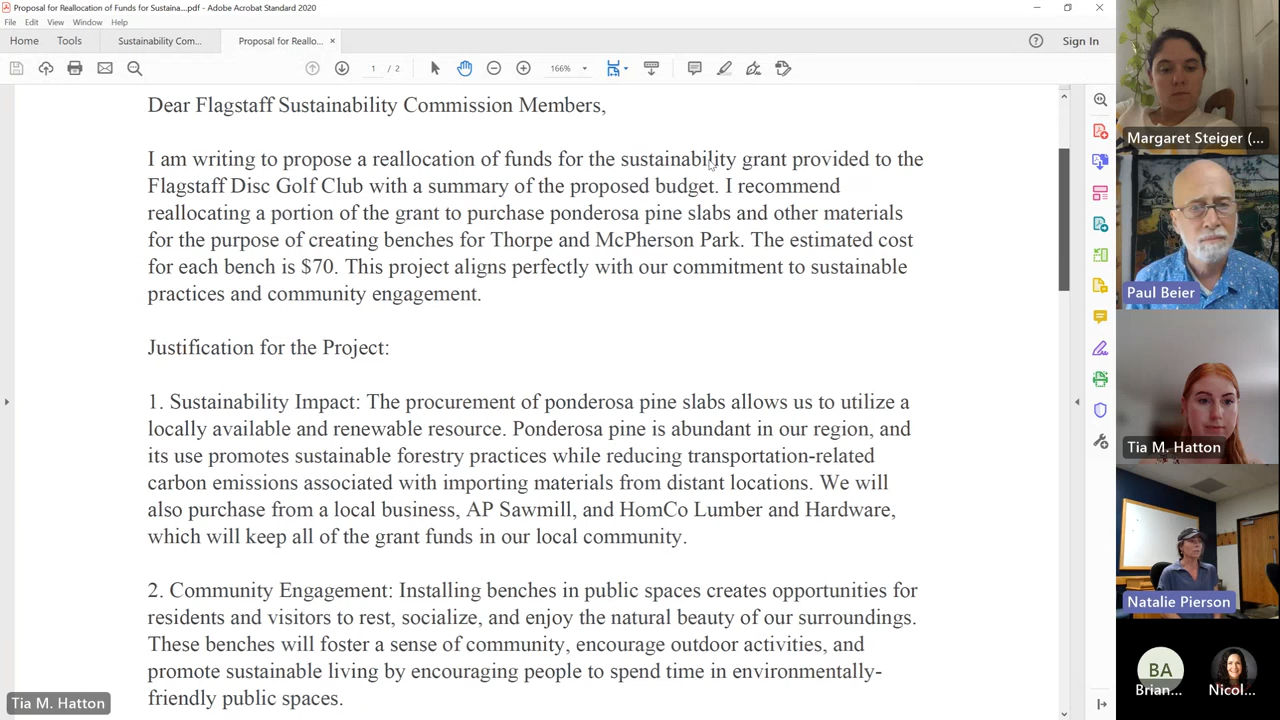 Proposal for Reallocation of Funds for Sustaina...pdf - Adobe Acrobat Standard 2020
File Edit View Window Help
Home Tools Sustainability Com... Proposal for Reallo... × Sign In
1 / 2 166%
Dear Flagstaff Sustainability Commission Members,
I am writing to propose a reallocation of funds for the sustainability grant provided to the
Flagstaff Disc Golf Club with a summary of the proposed budget. I recommend
reallocating a portion of the grant to purchase ponderosa pine slabs and other materials
for the purpose of creating benches for Thorpe and McPherson Park. The estimated cost
for each bench is $70. This project aligns perfectly with our commitment to sustainable
practices and community engagement.
Justification for the Project:
1. Sustainability Impact: The procurement of ponderosa pine slabs allows us to utilize a
locally available and renewable resource. Ponderosa pine is abundant in our region, and
its use promotes sustainable forestry practices while reducing transportation-related
carbon emissions associated with importing materials from distant locations. We will
also purchase from a local business, AP Sawmill, and HomCo Lumber and Hardware,
which will keep all of the grant funds in our local community.
2. Community Engagement: Installing benches in public spaces creates opportunities for
residents and visitors to rest, socialize, and enjoy the natural beauty of our surroundings.
These benches will foster a sense of community, encourage outdoor activities, and
promote sustainable living by encouraging people to spend time in environmentally-
friendly public spaces.
Tia M. Hatton
Margaret Steiger (...
Paul Beier
Tia M. Hatton
Natalie Pierson
BA
Brian... Nicol...